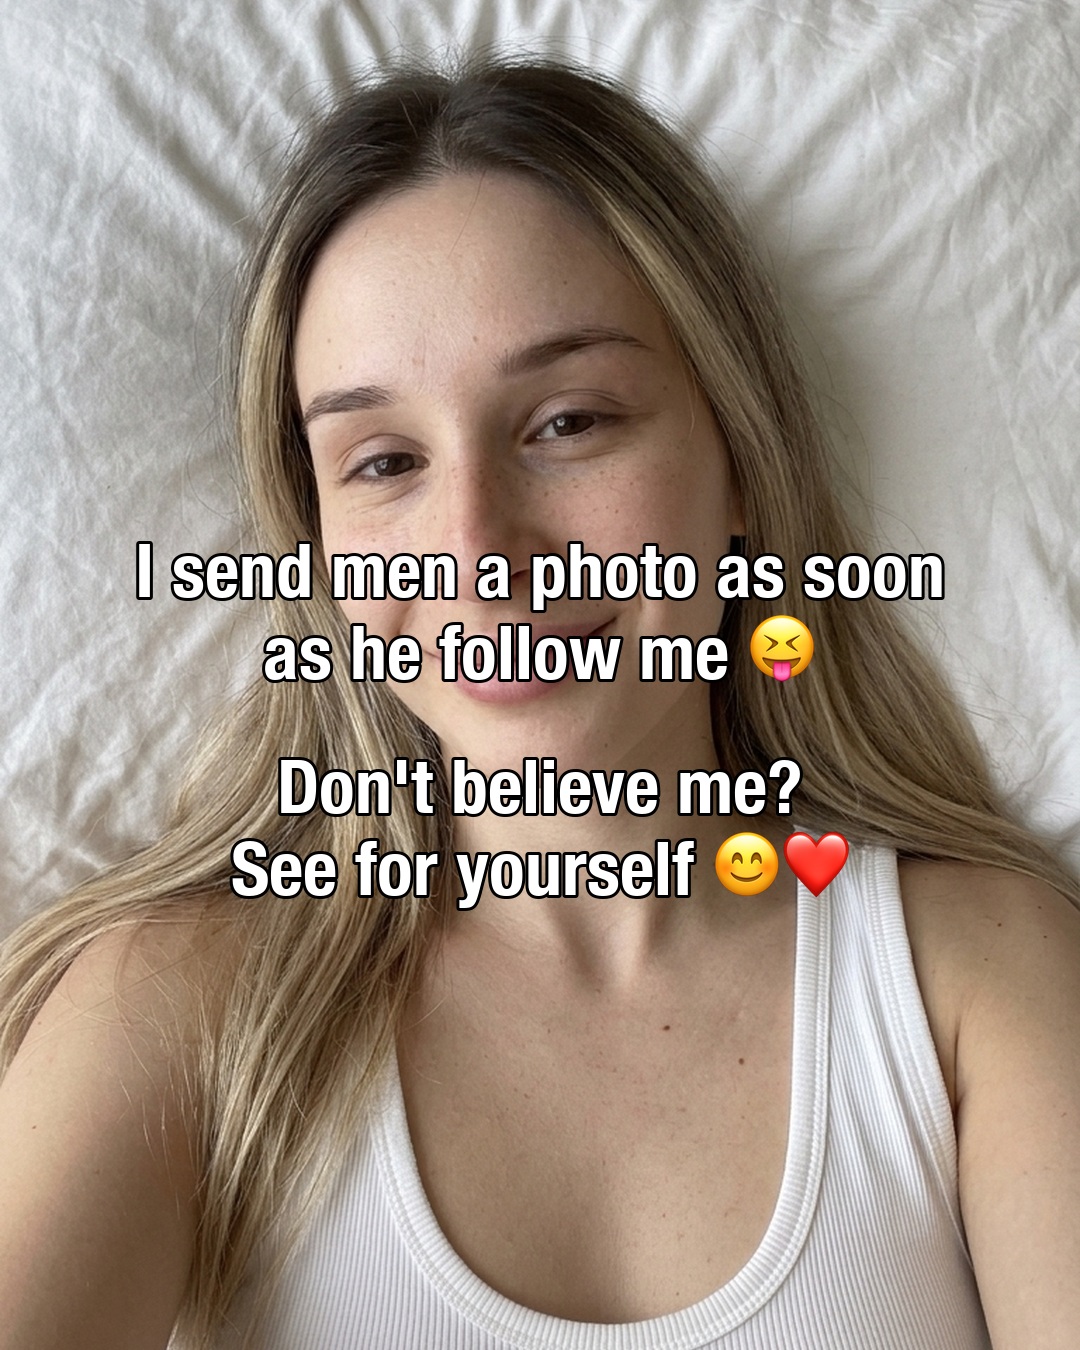 I send men a photo as soon
as he follow me 😝
Don't believe me?
See for yourself 😊❤️